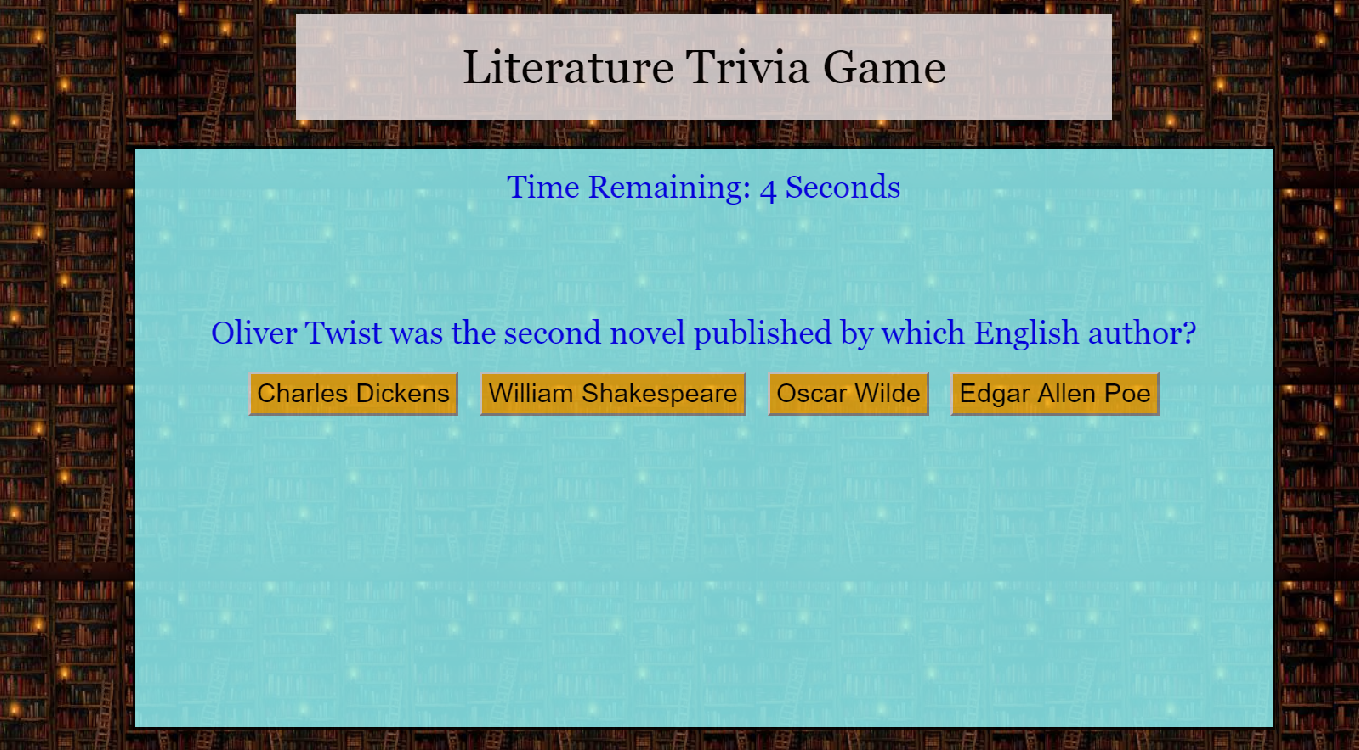 Literature Trivia Game
Time Remaining: 4 Seconds
Oliver Twist was the second novel published by which English author?
Charles Dickens William Shakespeare Oscar Wilde Edgar Allen Poe